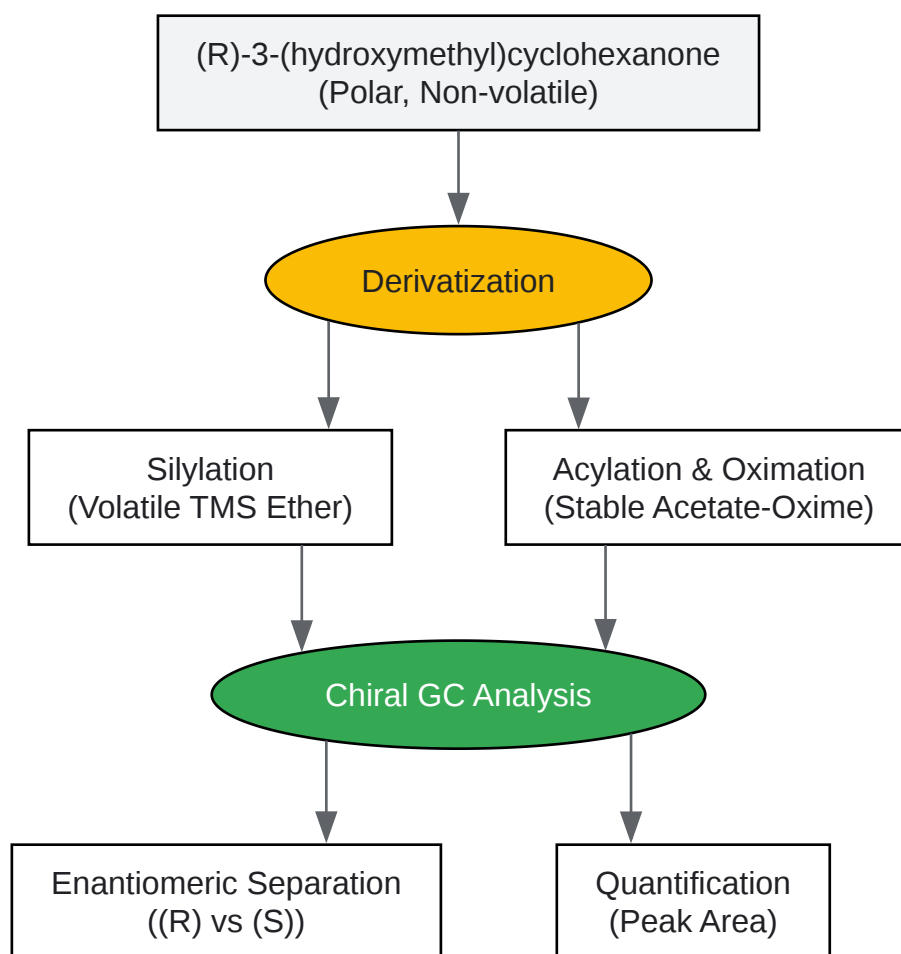 (R)-3-(hydroxymethyl)cyclohexanone
(Polar, Non-volatile)
Derivatization
Silylation
(Volatile TMS Ether)
Acylation & Oximation
(Stable Acetate-Oxime)
Chiral GC Analysis
Enantiomeric Separation
((R) vs (S))
Quantification
(Peak Area)